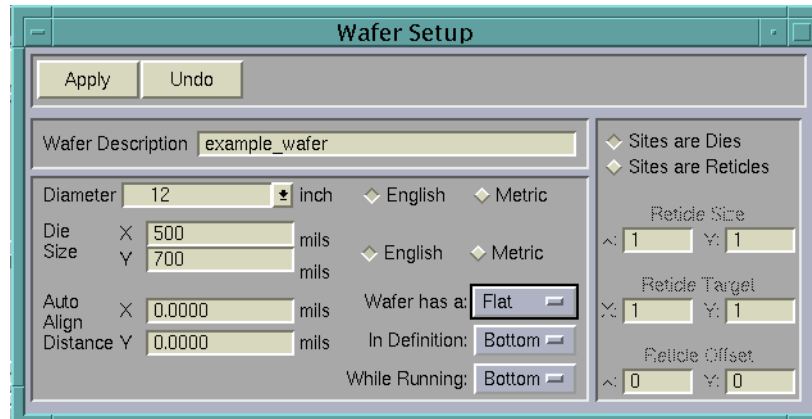 Wafer Setup
Apply Undo
Wafer Description example_wafer
Diameter 12 inch English Metric
Die Size X 500 mils
Y 700 mils
English Metric
Auto Align Distance X 0.0000 mils
Y 0.0000 mils
Wafer has a: Flat
In Definition: Bottom
While Running: Bottom
Sites are Dies
Sites are Reticles
Reticle Size
X: 1 Y: 1
Reticle Target
X: 1 Y: 1
Reticle Offset
X: 0 Y: 0